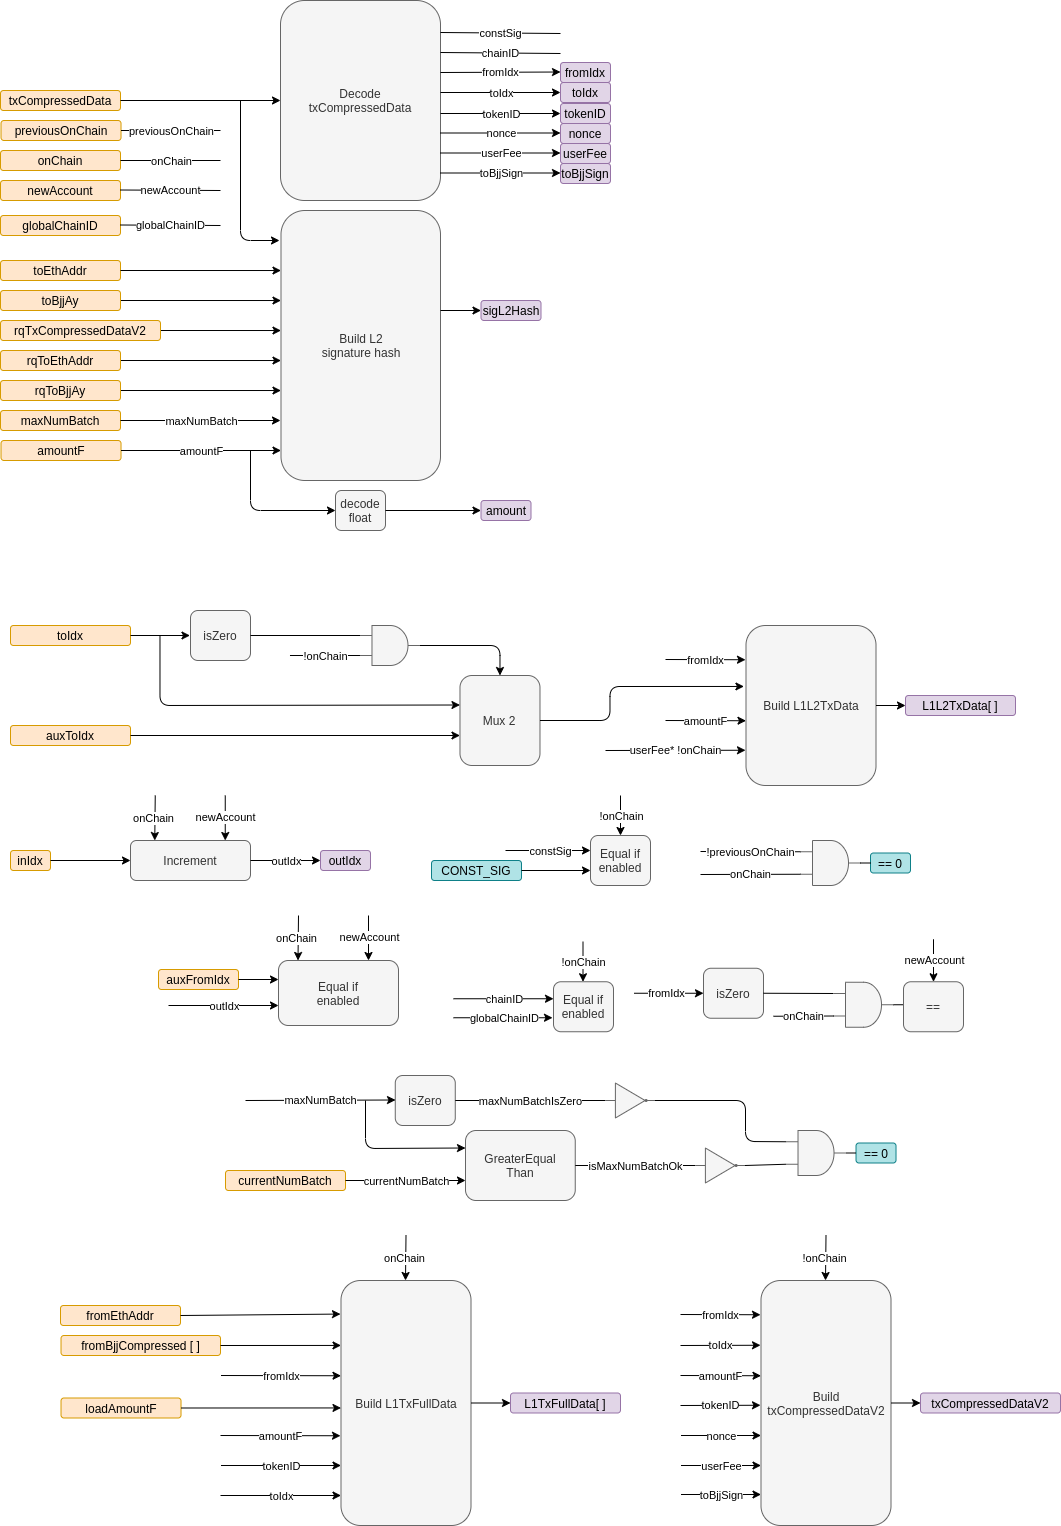 constSig
chainID
fromIdx
fromIdx
Decode
txCompressedData
toIdx
toIdx
txCompressedData
tokenID
tokenID
previousOnChain
previousOnChain
nonce
nonce
userFee
userFee
onChain
onChain
toBjjSign
toBjjSign
newAccount
newAccount
globalChainID
globalChainID
toEthAddr
toBjjAy
sigL2Hash
rqTxCompressedDataV2
Build L2
signature hash
rqToEthAddr
rqToBjjAy
maxNumBatch
maxNumBatch
amountF
amountF
decode
float
amount
toIdx
isZero
!onChain
fromIdx
Mux 2
Build L1L2TxData
L1L2TxData[ ]
amountF
auxToIdx
userFee* !onChain
onChain
newAccount
!onChain
inIdx
Increment
outIdx
outIdx
constSig
CONST_SIG
Equal if
enabled
!previousOnChain
onChain
== 0
onChain
newAccount
auxFromIdx
outIdx
Equal if
enabled
!onChain
chainID
globalChainID
Equal if
enabled
newAccount
fromIdx
isZero
onChain
==
maxNumBatch
isZero
maxNumBatchIsZero
GreaterEqual
Than
isMaxNumBatchOk
== 0
currentNumBatch
currentNumBatch
onChain
fromEthAddr
fromBjjCompressed [ ]
fromIdx
loadAmountF
Build L1TxFullData
L1TxFullData[ ]
amountF
tokenID
toIdx
!onChain
fromIdx
toIdx
amountF
Build
txCompressedDataV2
txCompressedDataV2
tokenID
nonce
userFee
toBjjSign